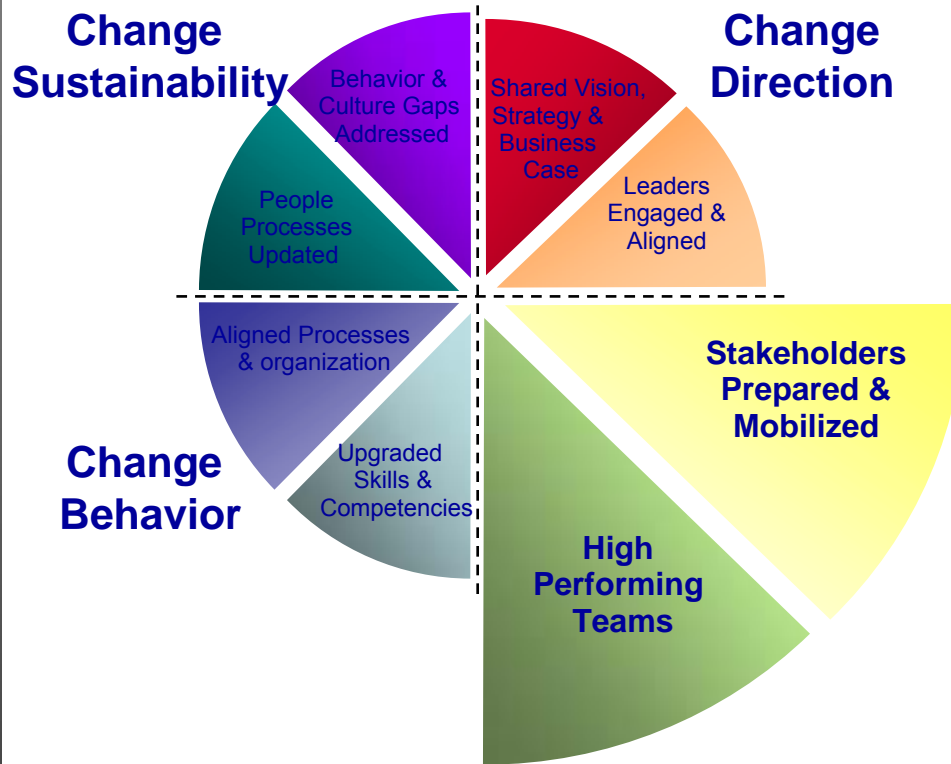 Change
Sustainability
Behavior &
Culture Gaps
Addressed
Shared Vision,
Strategy &
Business
Case
Change
Direction
Leaders
Engaged &
Aligned
People
Processes
Updated
Aligned Processes
& organization
Stakeholders
Prepared &
Mobilized
Change
Behavior
Upgraded
Skills &
Competencies
High
Performing
Teams